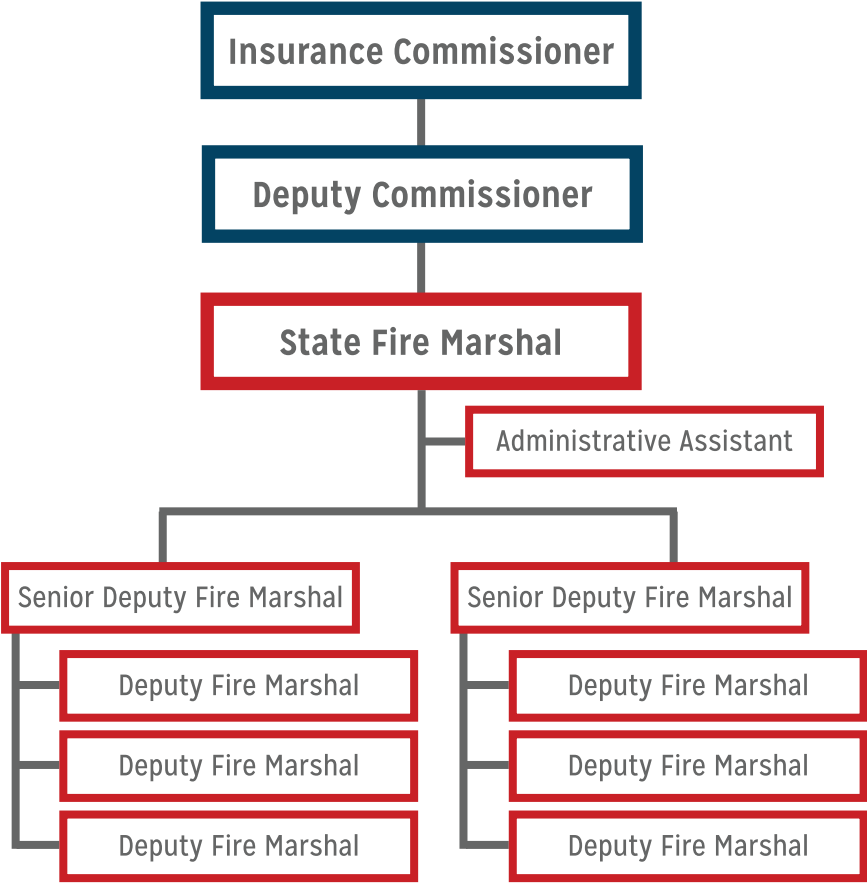 Insurance Commissioner
Deputy Commissioner
State Fire Marshal
Administrative Assistant
Senior Deputy Fire Marshal
Deputy Fire Marshal
Deputy Fire Marshal
Deputy Fire Marshal
Senior Deputy Fire Marshal
Deputy Fire Marshal
Deputy Fire Marshal
Deputy Fire Marshal